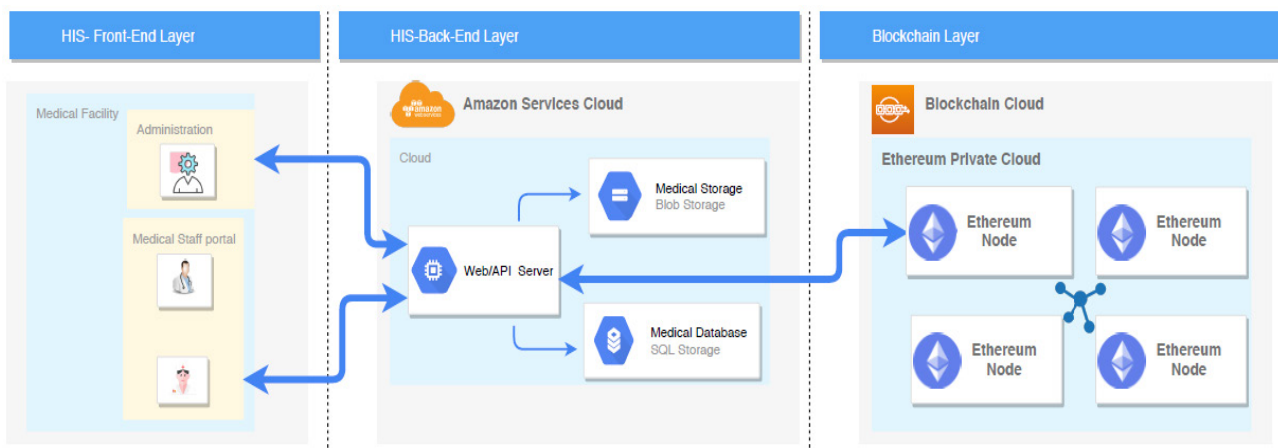 HIS- Front-End Layer
HIS-Back-End Layer
Blockchain Layer
Medical Facility
Administration
Medical Staff portal
amazon
webservices
Amazon Services Cloud
Cloud
Medical Storage
Blob Storage
Web/API Server
Medical Database
SQL Storage
Blockchain Cloud
Ethereum Private Cloud
Ethereum
Node
Ethereum
Node
Ethereum
Node
Ethereum
Node